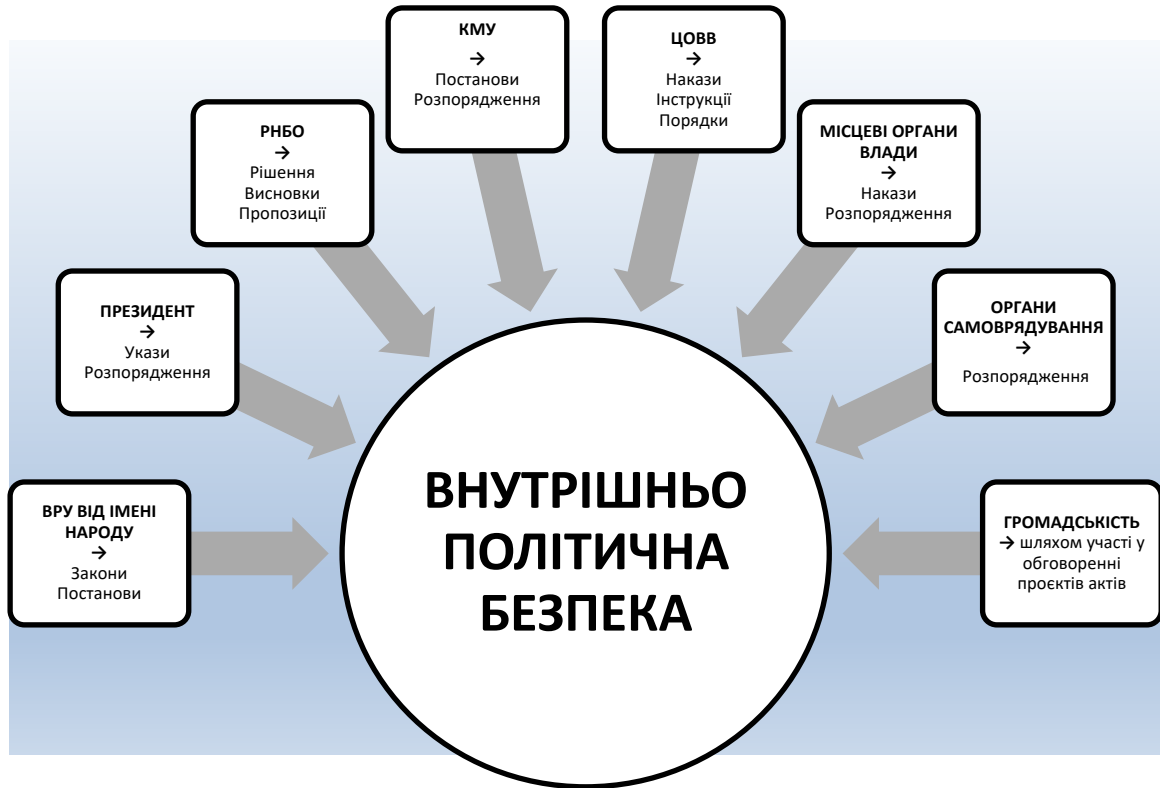 КМУ
→
Постанови
Розпорядження
ЦОВВ
→
Накази
Інструкції
Порядки
РНБО
→
Рішення
Висновки
Пропозиції
МІСЦЕВІ ОРГАНИ
ВЛАДИ
→
Накази
Розпорядження
ПРЕЗИДЕНТ
→
Укази
Розпорядження
ОРГАНИ
САМОВРЯДУВАННЯ
→
Розпорядження
ВРУ ВІД ІМЕНІ
НАРОДУ
→
Закони
Постанови
ГРОМАДСЬКІСТЬ
→ шляхом участі у
обговоренні
проєктів актів
ВНУТРІШНЬО
ПОЛІТИЧНА
БЕЗПЕКА